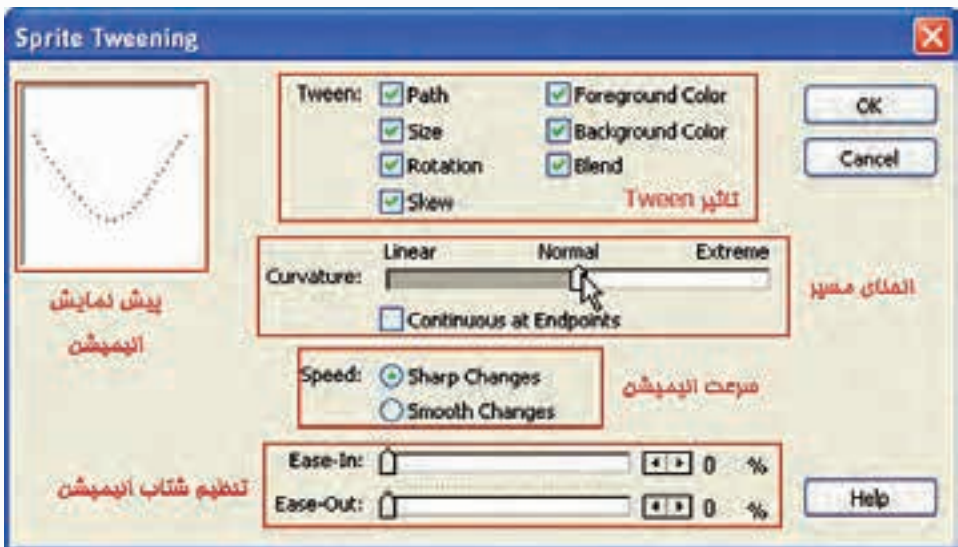 Sprite Tweening
Tween: Path Foreground Color OK
Size Background Color
Rotation Blend Cancel
Skew تاثیر Tween
Linear Normal Extreme
Curvature:
انحنای مسیر
Continuous at Endpoints
پیش نمایش
انیمیشن
Speed: Sharp Changes
Smooth Changes
سرعت انیمیشن
Ease-In: 0 %
تنظیم شتاب انیمیشن
Ease-Out: 0 %
Help